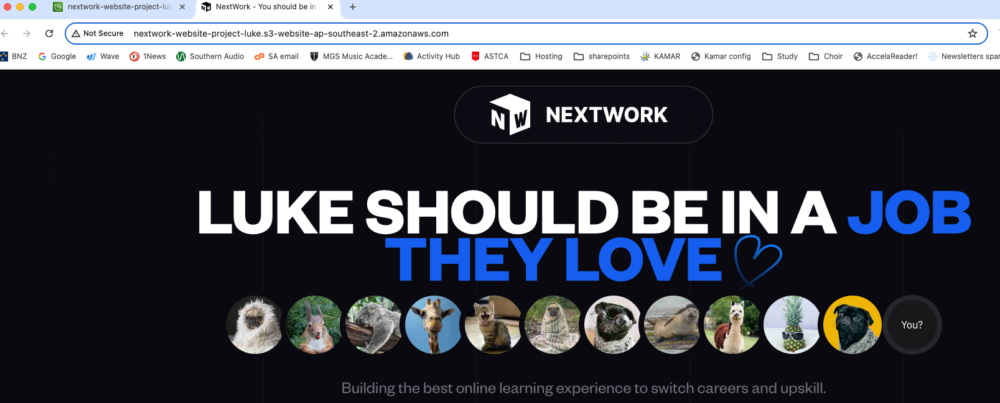 nextwork-website-project-luk
NextWork - You should be in a
Not Secure nextwork-website-project-luke.s3-website-ap-southeast-2.amazonaws.com
BNZ Google Wave 1News Southern Audio SA email MGS Music Acade... Activity Hub ASTCA Hosting sharepoints KAMAR Kamar config Study Choir AccelaReader! Newsletters spar
NW NEXTWORK
LUKE SHOULD BE IN A JOB
THEY LOVE
You?
Building the best online learning experience to switch careers and upskill.